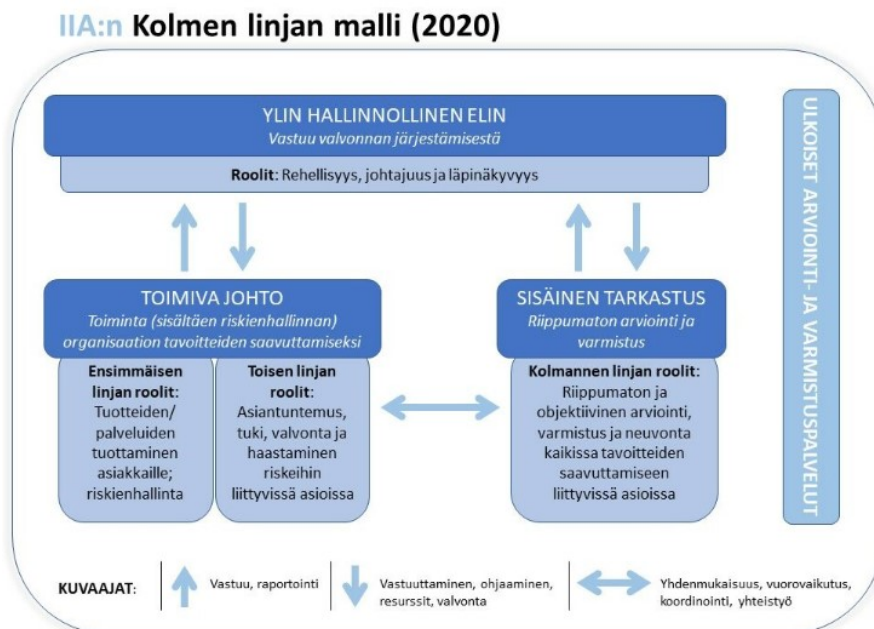 IIA:n Kolmen linjan malli (2020)
YLIN HALLINNOLLINEN ELIN
Vastuu valvonnan järjestämisestä
Roolit: Rehellisyys, johtajuus ja läpinäkyvyys
TOIMIVA JOHTO
Toiminta (sisältäen riskienhallinnan)
organisaation tavoitteiden saavuttamiseksi
Ensimmäisen
linjan roolit:
Tuotteiden/
palveluiden
tuottaminen
asiakkaille;
riskienhallinta
Toisen linjan
roolit:
Asiantuntemus,
tuki, valvonta ja
haastaminen
riskeihin
liittyvissä asioissa
SISÄINEN TARKASTUS
Riippumaton arviointi ja
varmistus
Kolmannen linjan roolit:
Riippumaton ja
objektiivinen arviointi,
varmistus ja neuvonta
kaikissa tavoitteiden
saavuttamiseen
liittyvissä asioissa
ULKOISET ARVIOINTI- JA VARMISTUSPALVELUT
KUVAAJAT:
Vastuu, raportointi
Vastuuttaminen, ohjaaminen,
resurssit, valvonta
Yhdenmukaisuus, vuorovaikutus,
koordinointi, yhteistyö